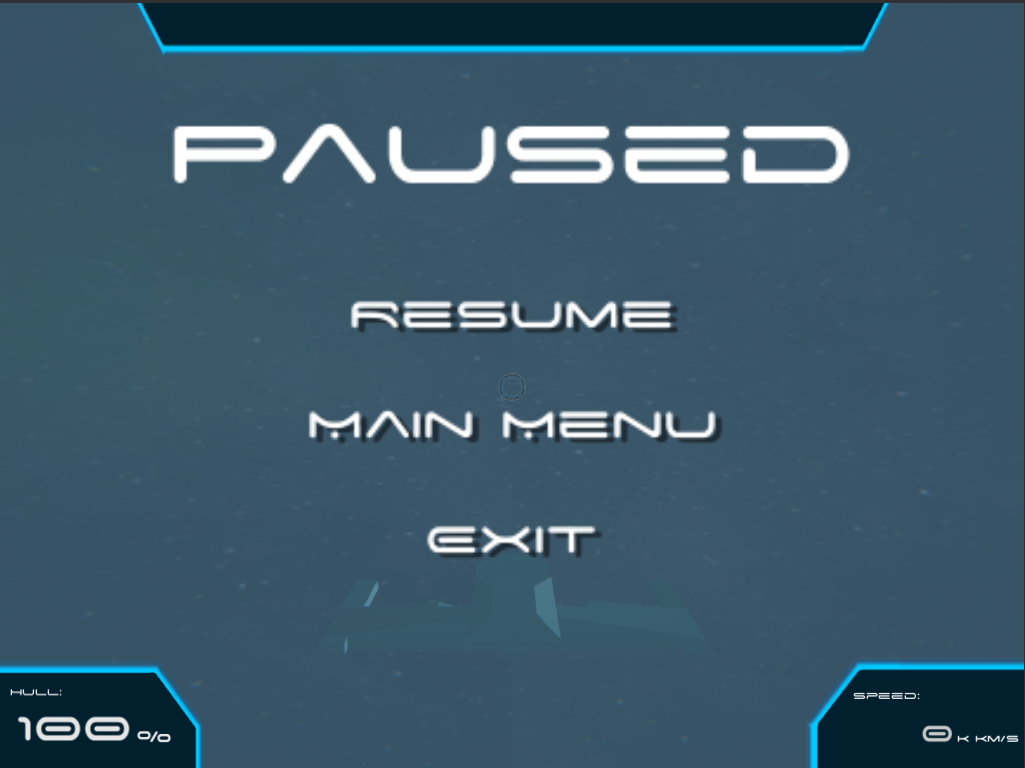 PAUSED
RESUME
MAIN MENU
EXIT
HULL:
100 %
SPEED:
0 K KM/S